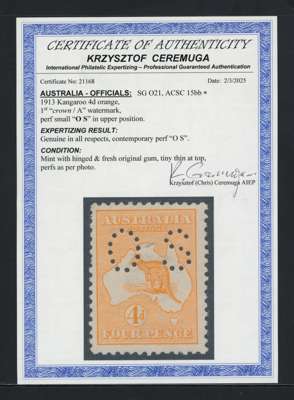 CERTIFICATE OF AUTHENTICITY
KRZYSZTOF CEREMUGA
International Philatelic Expertizing – Professional Guaranteed Authentication
Certificate No: 21168 Date: 2/3/2025
AUSTRALIA - OFFICIALS: SG O21, ACSC 15bb *
1913 Kangaroo 4d orange,
1st "crown / A" watermark,
perf small "O S" in upper position.
EXPERTIZING RESULT:
Genuine in all respects, contemporary perf "O S".
CONDITION:
Mint with hinged & fresh original gum, tiny thin at top,
perfs as per photo.
Krzysztof (Chris) Ceremuga AIEP
AUSTRALIA
POSTAGE
O S
4d
FOUR PENCE